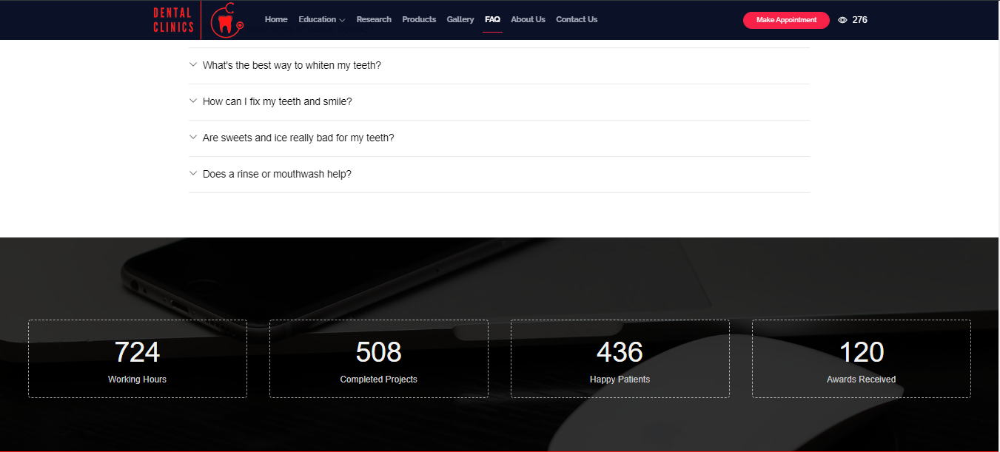 DENTAL
CLINICS
Home Education Research Products Gallery FAQ About Us Contact Us Make Appointment 276
What's the best way to whiten my teeth?
How can I fix my teeth and smile?
Are sweets and ice really bad for my teeth?
Does a rinse or mouthwash help?
724 508 436 120
Working Hours Completed Projects Happy Patients Awards Received